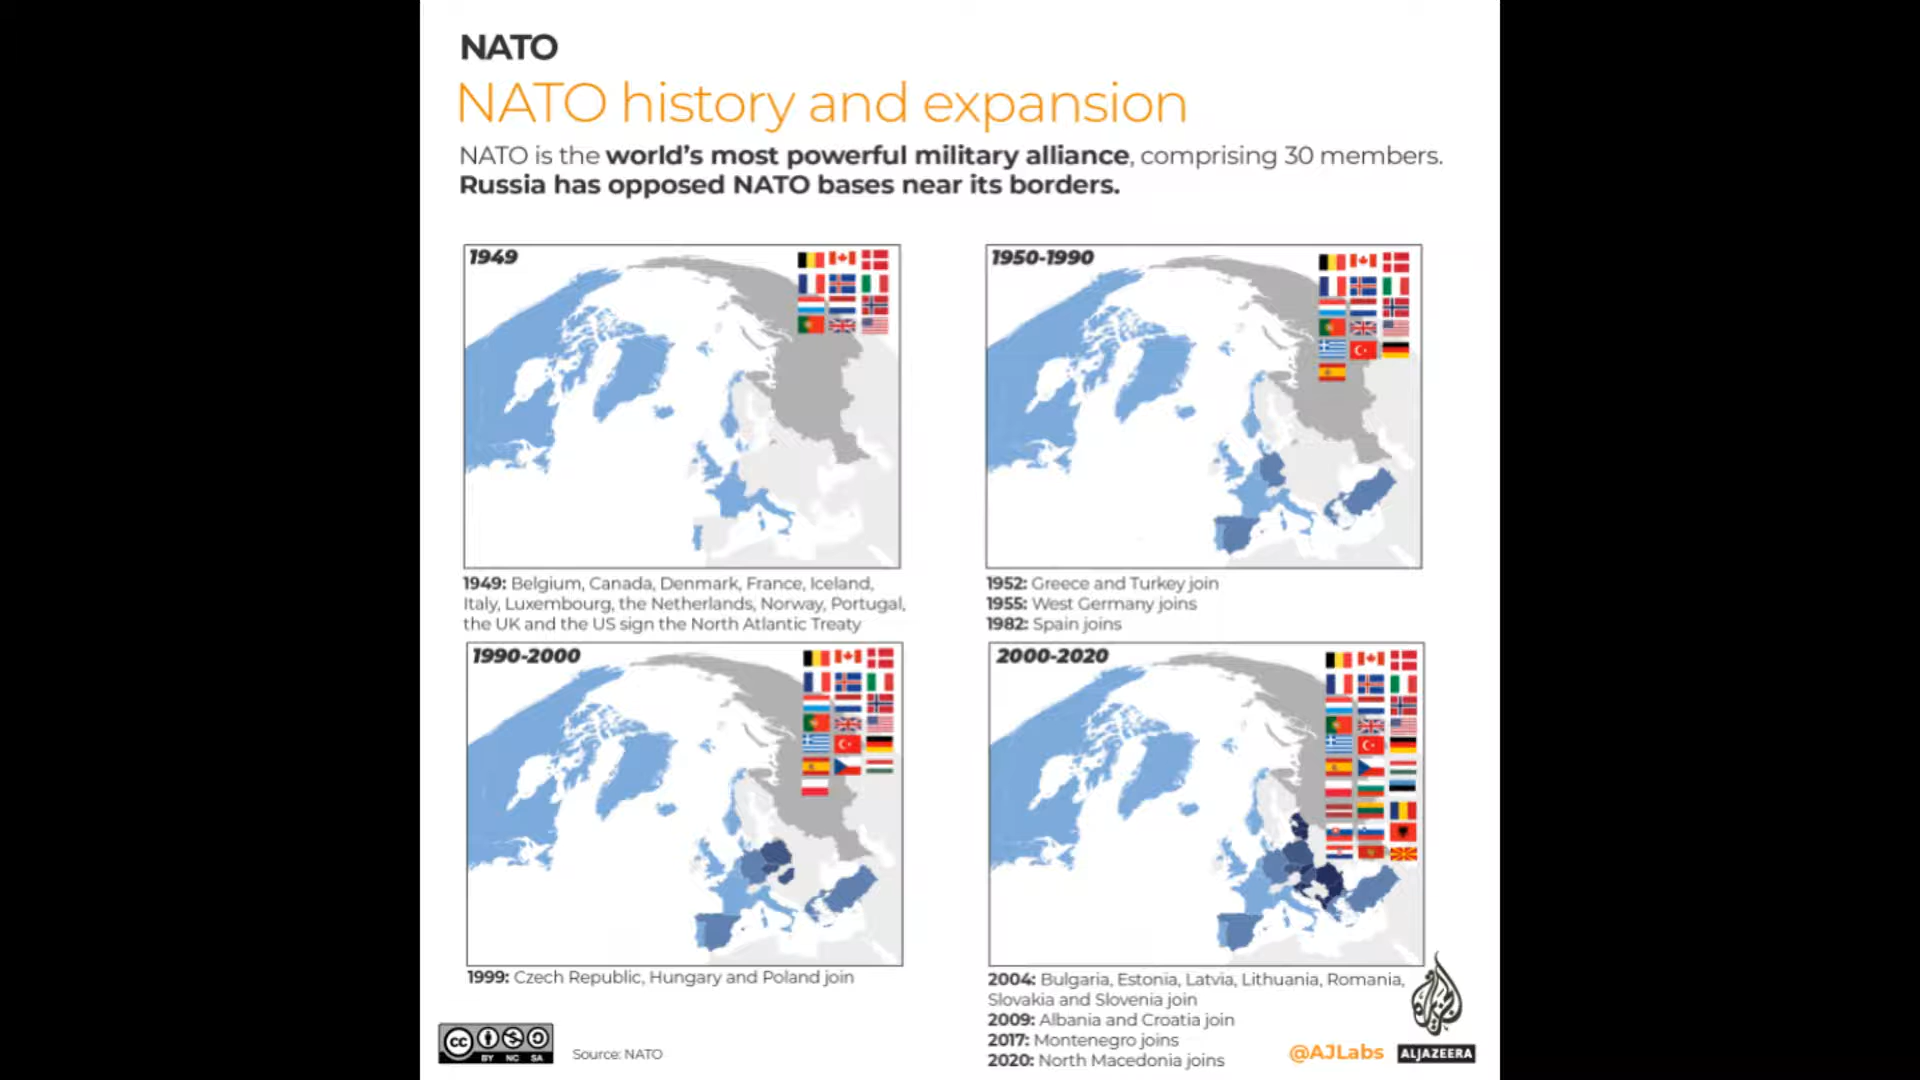 NATO
NATO history and expansion
NATO is the world's most powerful military alliance, comprising 30 members.
Russia has opposed NATO bases near its borders.
1949
1949: Belgium, Canada, Denmark, France, Iceland,
Italy, Luxembourg, the Netherlands, Norway, Portugal,
the UK and the US sign the North Atlantic Treaty
1950-1990
1952: Greece and Turkey join
1955: West Germany joins
1982: Spain joins
1990-2000
1999: Czech Republic, Hungary and Poland join
2000-2020
2004: Bulgaria, Estonia, Latvia, Lithuania, Romania,
Slovakia and Slovenia join
2009: Albania and Croatia join
2017: Montenegro joins
2020: North Macedonia joins
cc BY NC SA
Source: NATO
@AJLabs
ALJAZEERA